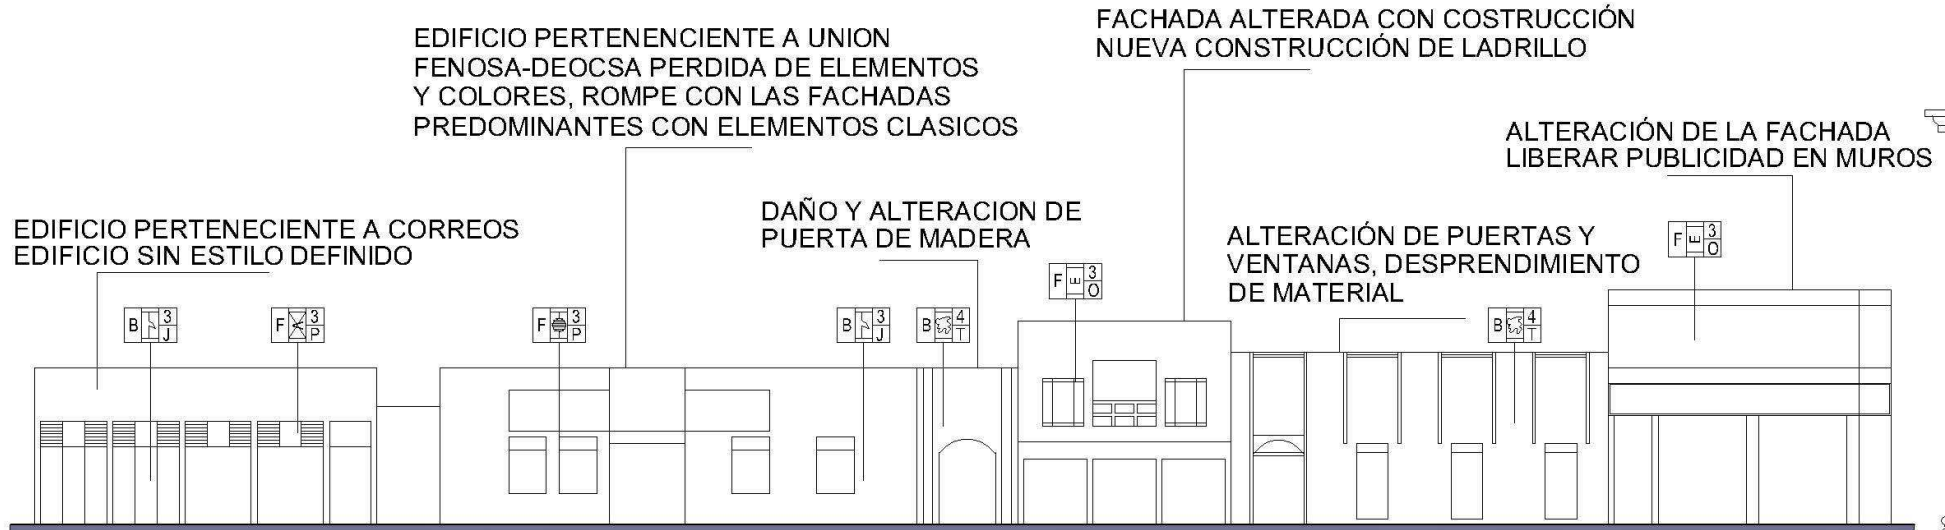 EDIFICIO PERTENENCIENTE A UNION
FENOSA-DEOCSA PERDIDA DE ELEMENTOS
Y COLORES, ROMPE CON LAS FACHADAS
PREDOMINANTES CON ELEMENTOS CLASICOS
FACHADA ALTERADA CON COSTRUCCIÓN
NUEVA CONSTRUCCIÓN DE LADRILLO
ALTERACIÓN DE LA FACHADA
LIBERAR PUBLICIDAD EN MUROS
EDIFICIO PERTENECIENTE A CORREOS
EDIFICIO SIN ESTILO DEFINIDO
DAÑO Y ALTERACION DE
PUERTA DE MADERA
ALTERACIÓN DE PUERTAS Y
VENTANAS, DESPRENDIMIENTO
DE MATERIAL
F E 3
O
F E 3
O
B 3
J
F 3
P
F 3
P
B 3
J
B 4
T
B 4
T